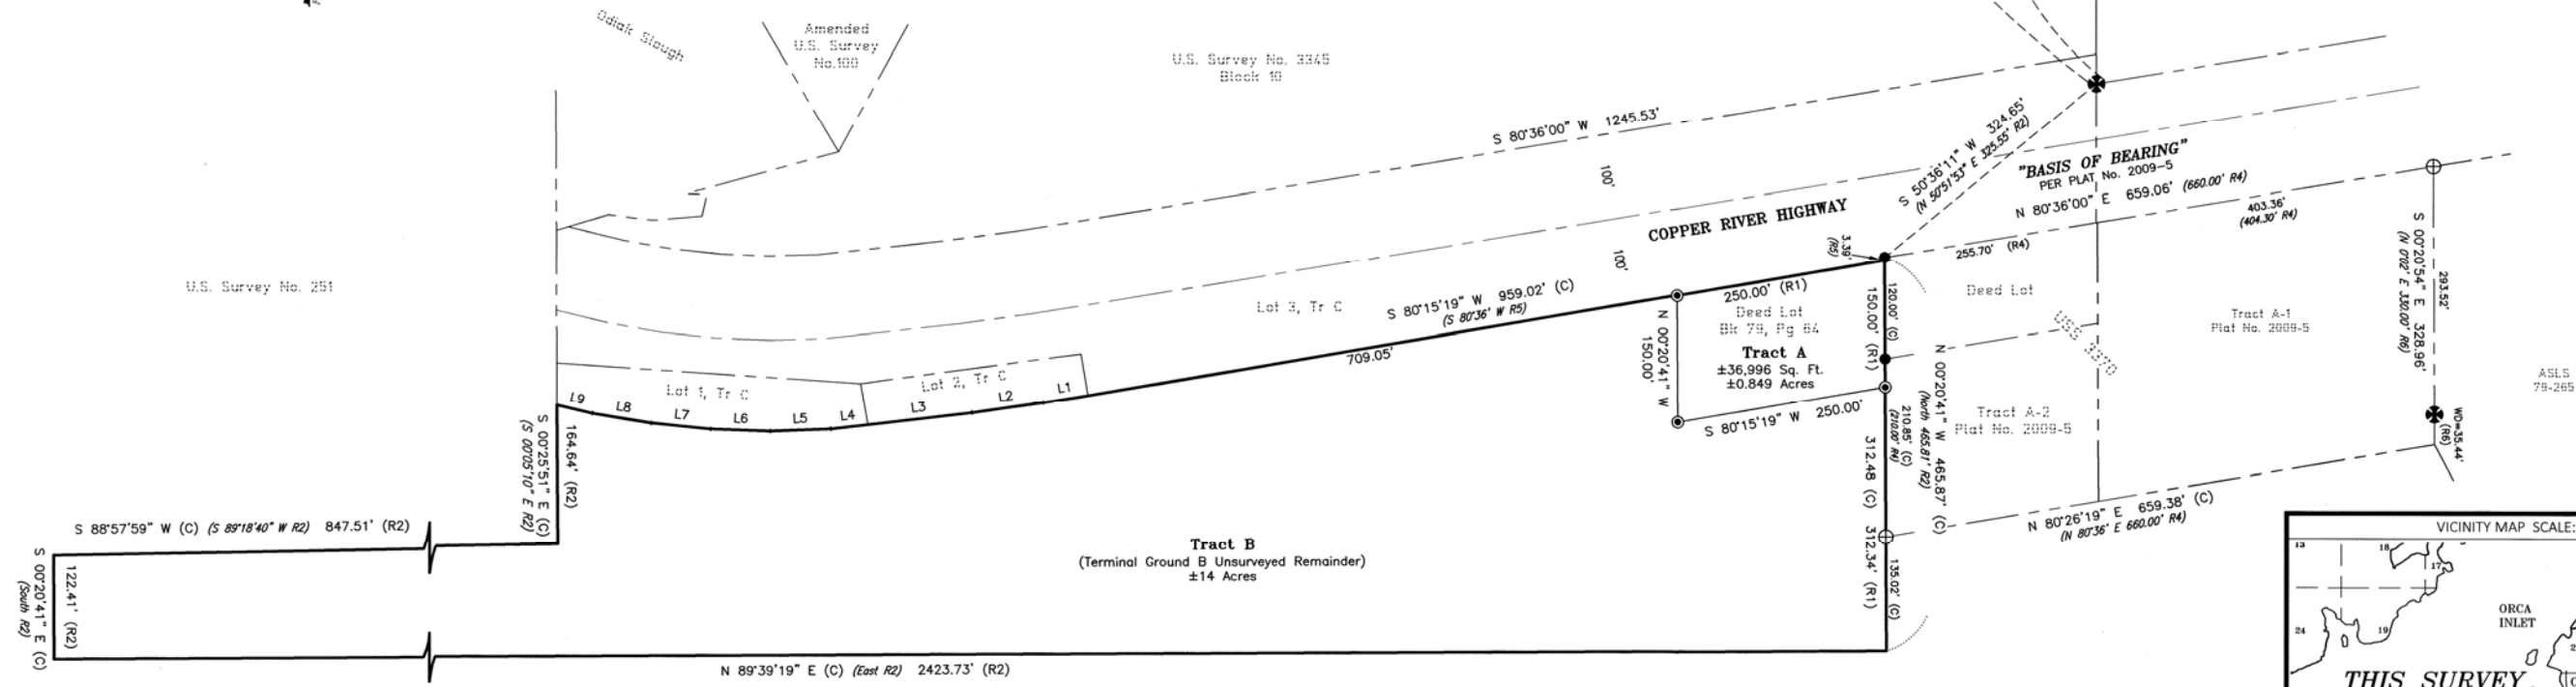 Odiak Slough
Amended
U.S. Survey
No.100
U.S. Survey No. 3345
Block 10
U.S. Survey No. 251
S 80°36'00" W 1245.53'
100'
100'
COPPER RIVER HIGHWAY
S 50°36'11" W 324.65'
(N 50°51'53" E 325.55' R2)
"BASIS OF BEARING"
PER PLAT No. 2009-5
N 80°36'00" E 659.06' (660.00' R4)
403.36'
(404.30' R4)
255.70' (R4)
3.39'
(R5)
S 00°20'54" E 328.96'
(N 0°02' E 330.00' R6)
293.52'
WD=35.44'
(R6)
Lot 3, Tr C
S 80°15'19" W 959.02' (C)
(S 80°36' W R5)
709.05'
250.00' (R1)
Deed Lot
Bk 79, Pg 64
Tract A
±36,996 Sq. Ft.
±0.849 Acres
N 00°20'41" W
150.00'
S 80°15'19" W 250.00'
150.00' (R1)
120.00' (C)
Deed Lot
USS 3370
Tract A-1
Plat No. 2009-5
ASLS
79-265
Tract A-2
Plat No. 2009-5
N 00°20'41" W 465.87' (C)
(North 465.81' R2)
210.85' (C)
(210.00' R4)
312.48 (C)
312.34' (R1)
135.02' (C)
N 80°26'19" E 659.38' (C)
(N 80°36' E 660.00' R4)
Lot 1, Tr C
Lot 2, Tr C
L9
L8
L7
L6
L5
L4
L3
L2
L1
S 00°25'51" E (C)
(S 00°05'10" E R2)
164.64' (R2)
S 88°57'59" W (C) (S 89°18'40" W R2) 847.51' (R2)
S 00°20'41" E (C)
(South R2)
122.41' (R2)
Tract B
(Terminal Ground B Unsurveyed Remainder)
±14 Acres
N 89°39'19" E (C) (East R2) 2423.73' (R2)
VICINITY MAP SCALE:
13
18
17
24
19
ORCA
INLET
THIS SURVEY